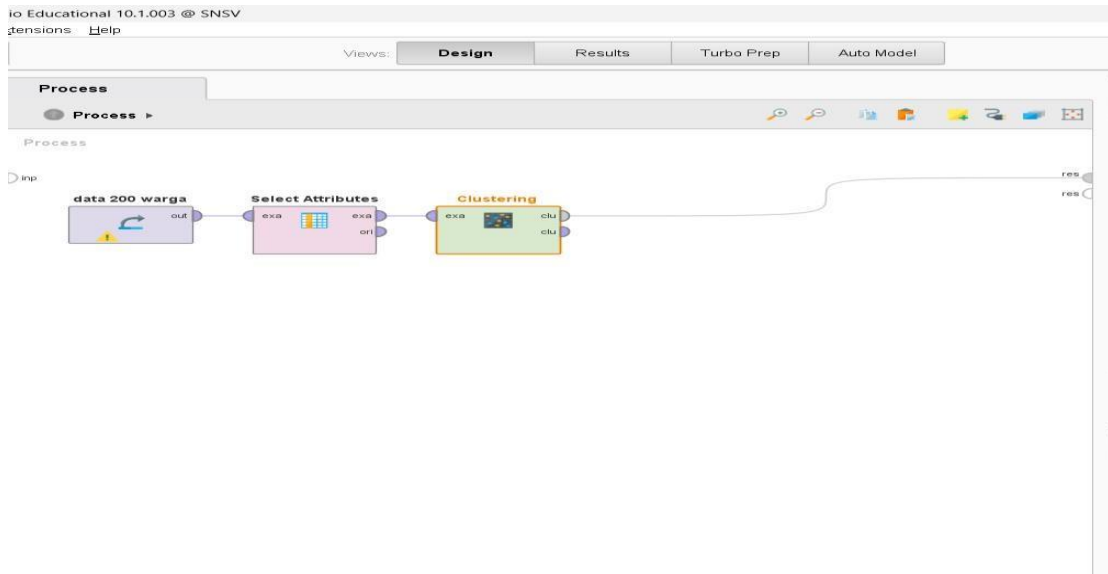 io Educational 10.1.003 @ SNSV
tensions Help
Views: Design Results Turbo Prep Auto Model
Process
Process
Process
inp
res
res
data 200 warga Select Attributes Clustering
out exa exa exa clu
ori clu